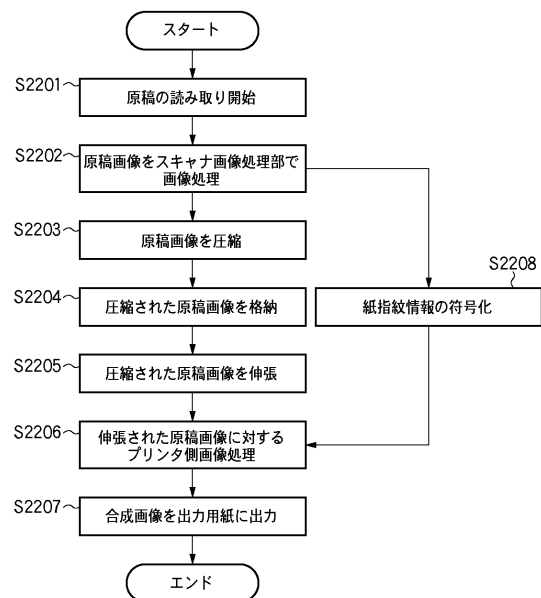 スタート
S2201
原稿の読み取り開始
S2202
原稿画像をスキャナ画像処理部で
画像処理
S2203
原稿画像を圧縮
S2208
S2204
圧縮された原稿画像を格納
紙指紋情報の符号化
S2205
圧縮された原稿画像を伸張
S2206
伸張された原稿画像に対する
プリンタ側画像処理
S2207
合成画像を出力用紙に出力
エンド